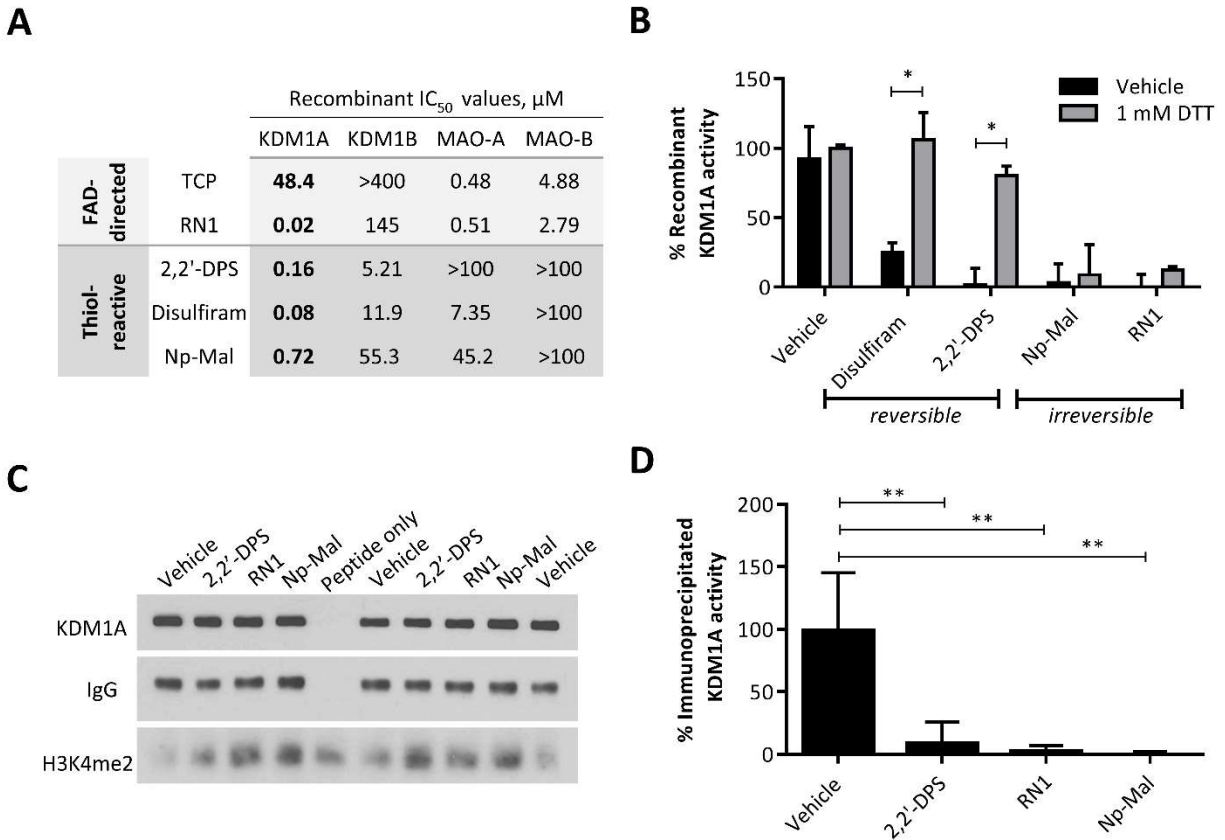 A
Recombinant IC50 values, μM
KDM1A KDM1B MAO-A MAO-B
FAD-directed
TCP 48.4 >400 0.48 4.88
RN1 0.02 145 0.51 2.79
Thiol-reactive
2,2'-DPS 0.16 5.21 >100 >100
Disulfiram 0.08 11.9 7.35 >100
Np-Mal 0.72 55.3 45.2 >100
B
% Recombinant
KDM1A activity
150
100
50
0
* *
Vehicle
1 mM DTT
Vehicle Disulfiram 2,2'-DPS Np-Mal RN1
reversible irreversible
C
Vehicle 2,2'-DPS RN1 Np-Mal Peptide only Vehicle 2,2'-DPS RN1 Np-Mal Vehicle
KDM1A
IgG
H3K4me2
D
% Immunoprecipitated
KDM1A activity
200
150
100
50
0
**
**
**
Vehicle 2,2'-DPS RN1 Np-Mal